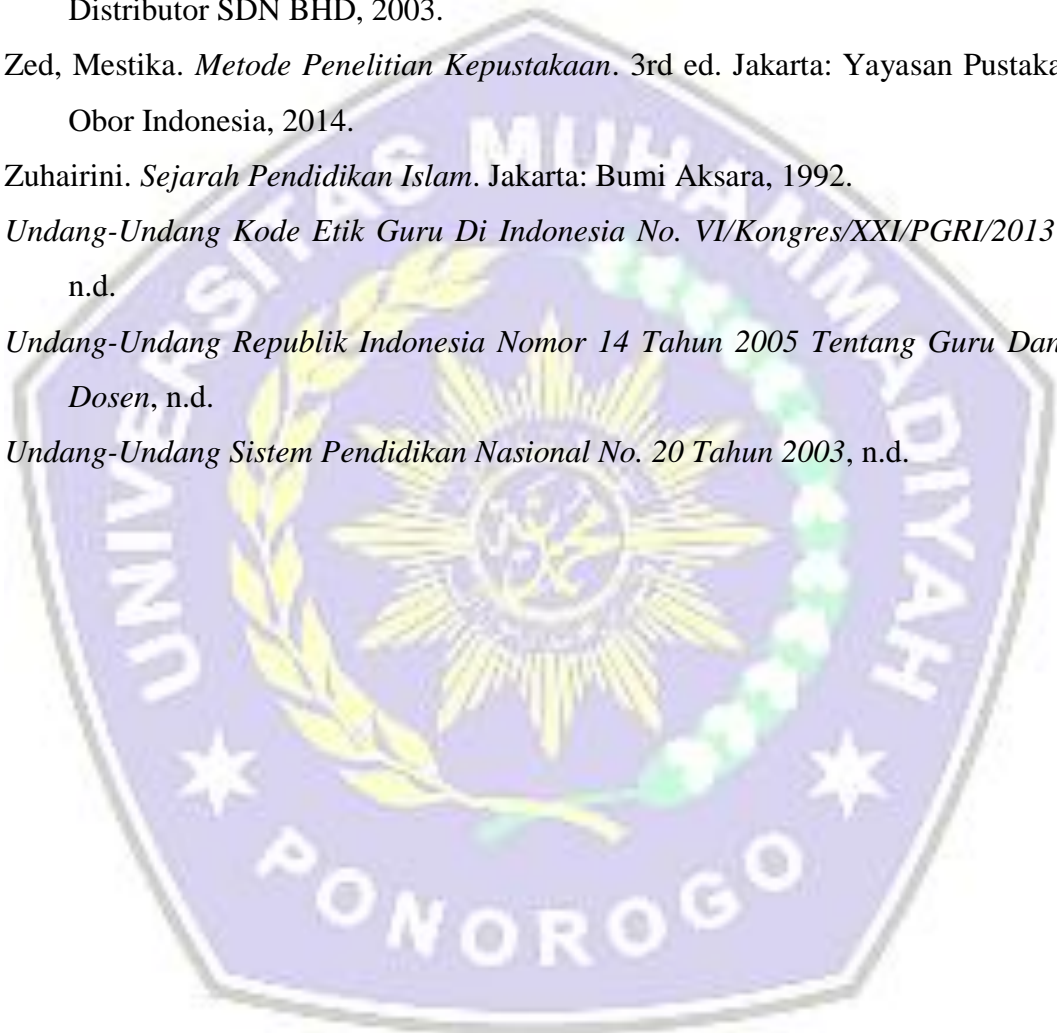 Distributor SDN BHD, 2003.
Zed, Mestika. Metode Penelitian Kepustakaan. 3rd ed. Jakarta: Yayasan Pustaka
Obor Indonesia, 2014.
Zuhairini. Sejarah Pendidikan Islam. Jakarta: Bumi Aksara, 1992.
Undang-Undang Kode Etik Guru Di Indonesia No. VI/Kongres/XXI/PGRI/2013
n.d.
Undang-Undang Republik Indonesia Nomor 14 Tahun 2005 Tentang Guru Dan
Dosen, n.d.
Undang-Undang Sistem Pendidikan Nasional No. 20 Tahun 2003, n.d.
UNIVERSITAS MUHAMMADIYAH
PONOROGO